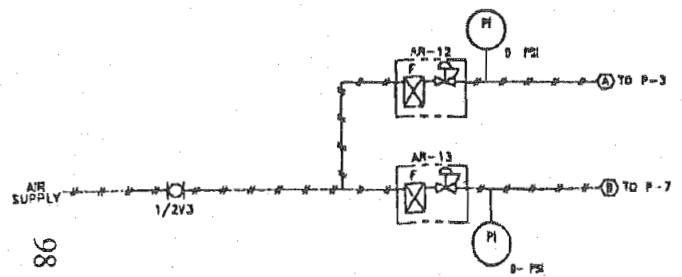 PI
AR-12
0 PSI
F
A TO P-3
AR-13
F
AIR
SUPPLY
B TO P-7
1/2V3
PI
0- PSI
98